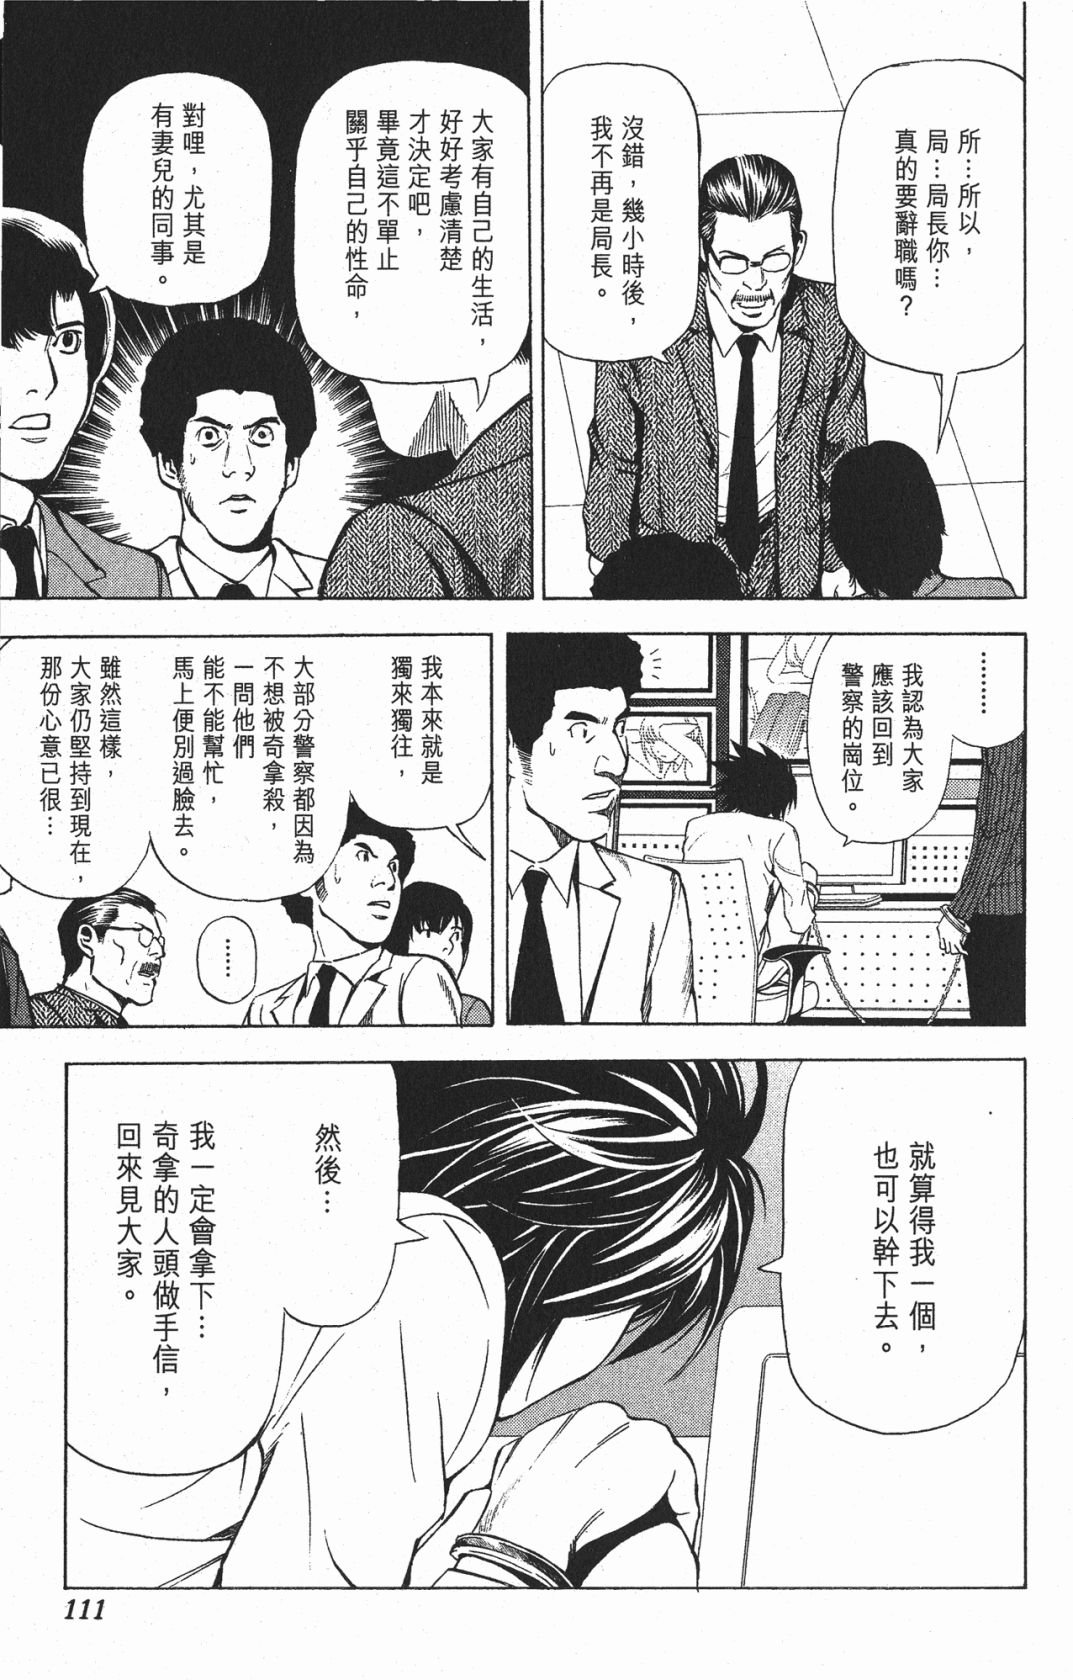 所…所以，
局…局長你…
真的要辭職嗎？
沒錯，幾小時後，
我不再是局長。
大家有自己的生活，
好好考慮清楚
才決定吧，
畢竟這不單止
關乎自己的性命，
對哩，尤其是
有妻兒的同事。
………
我認為大家
應該回到
警察的崗位。
我本來就是
獨來獨往，
大部分警察都因為
不想被奇拿殺，
一問他們
能不能幫忙，
馬上便別過臉去。
……
雖然這樣，
大家仍堅持到現在，
那份心意已很…
就算得我一個，
也可以幹下去。
然後…
我一定會拿下…
奇拿的人頭做手信，
回來見大家。
111